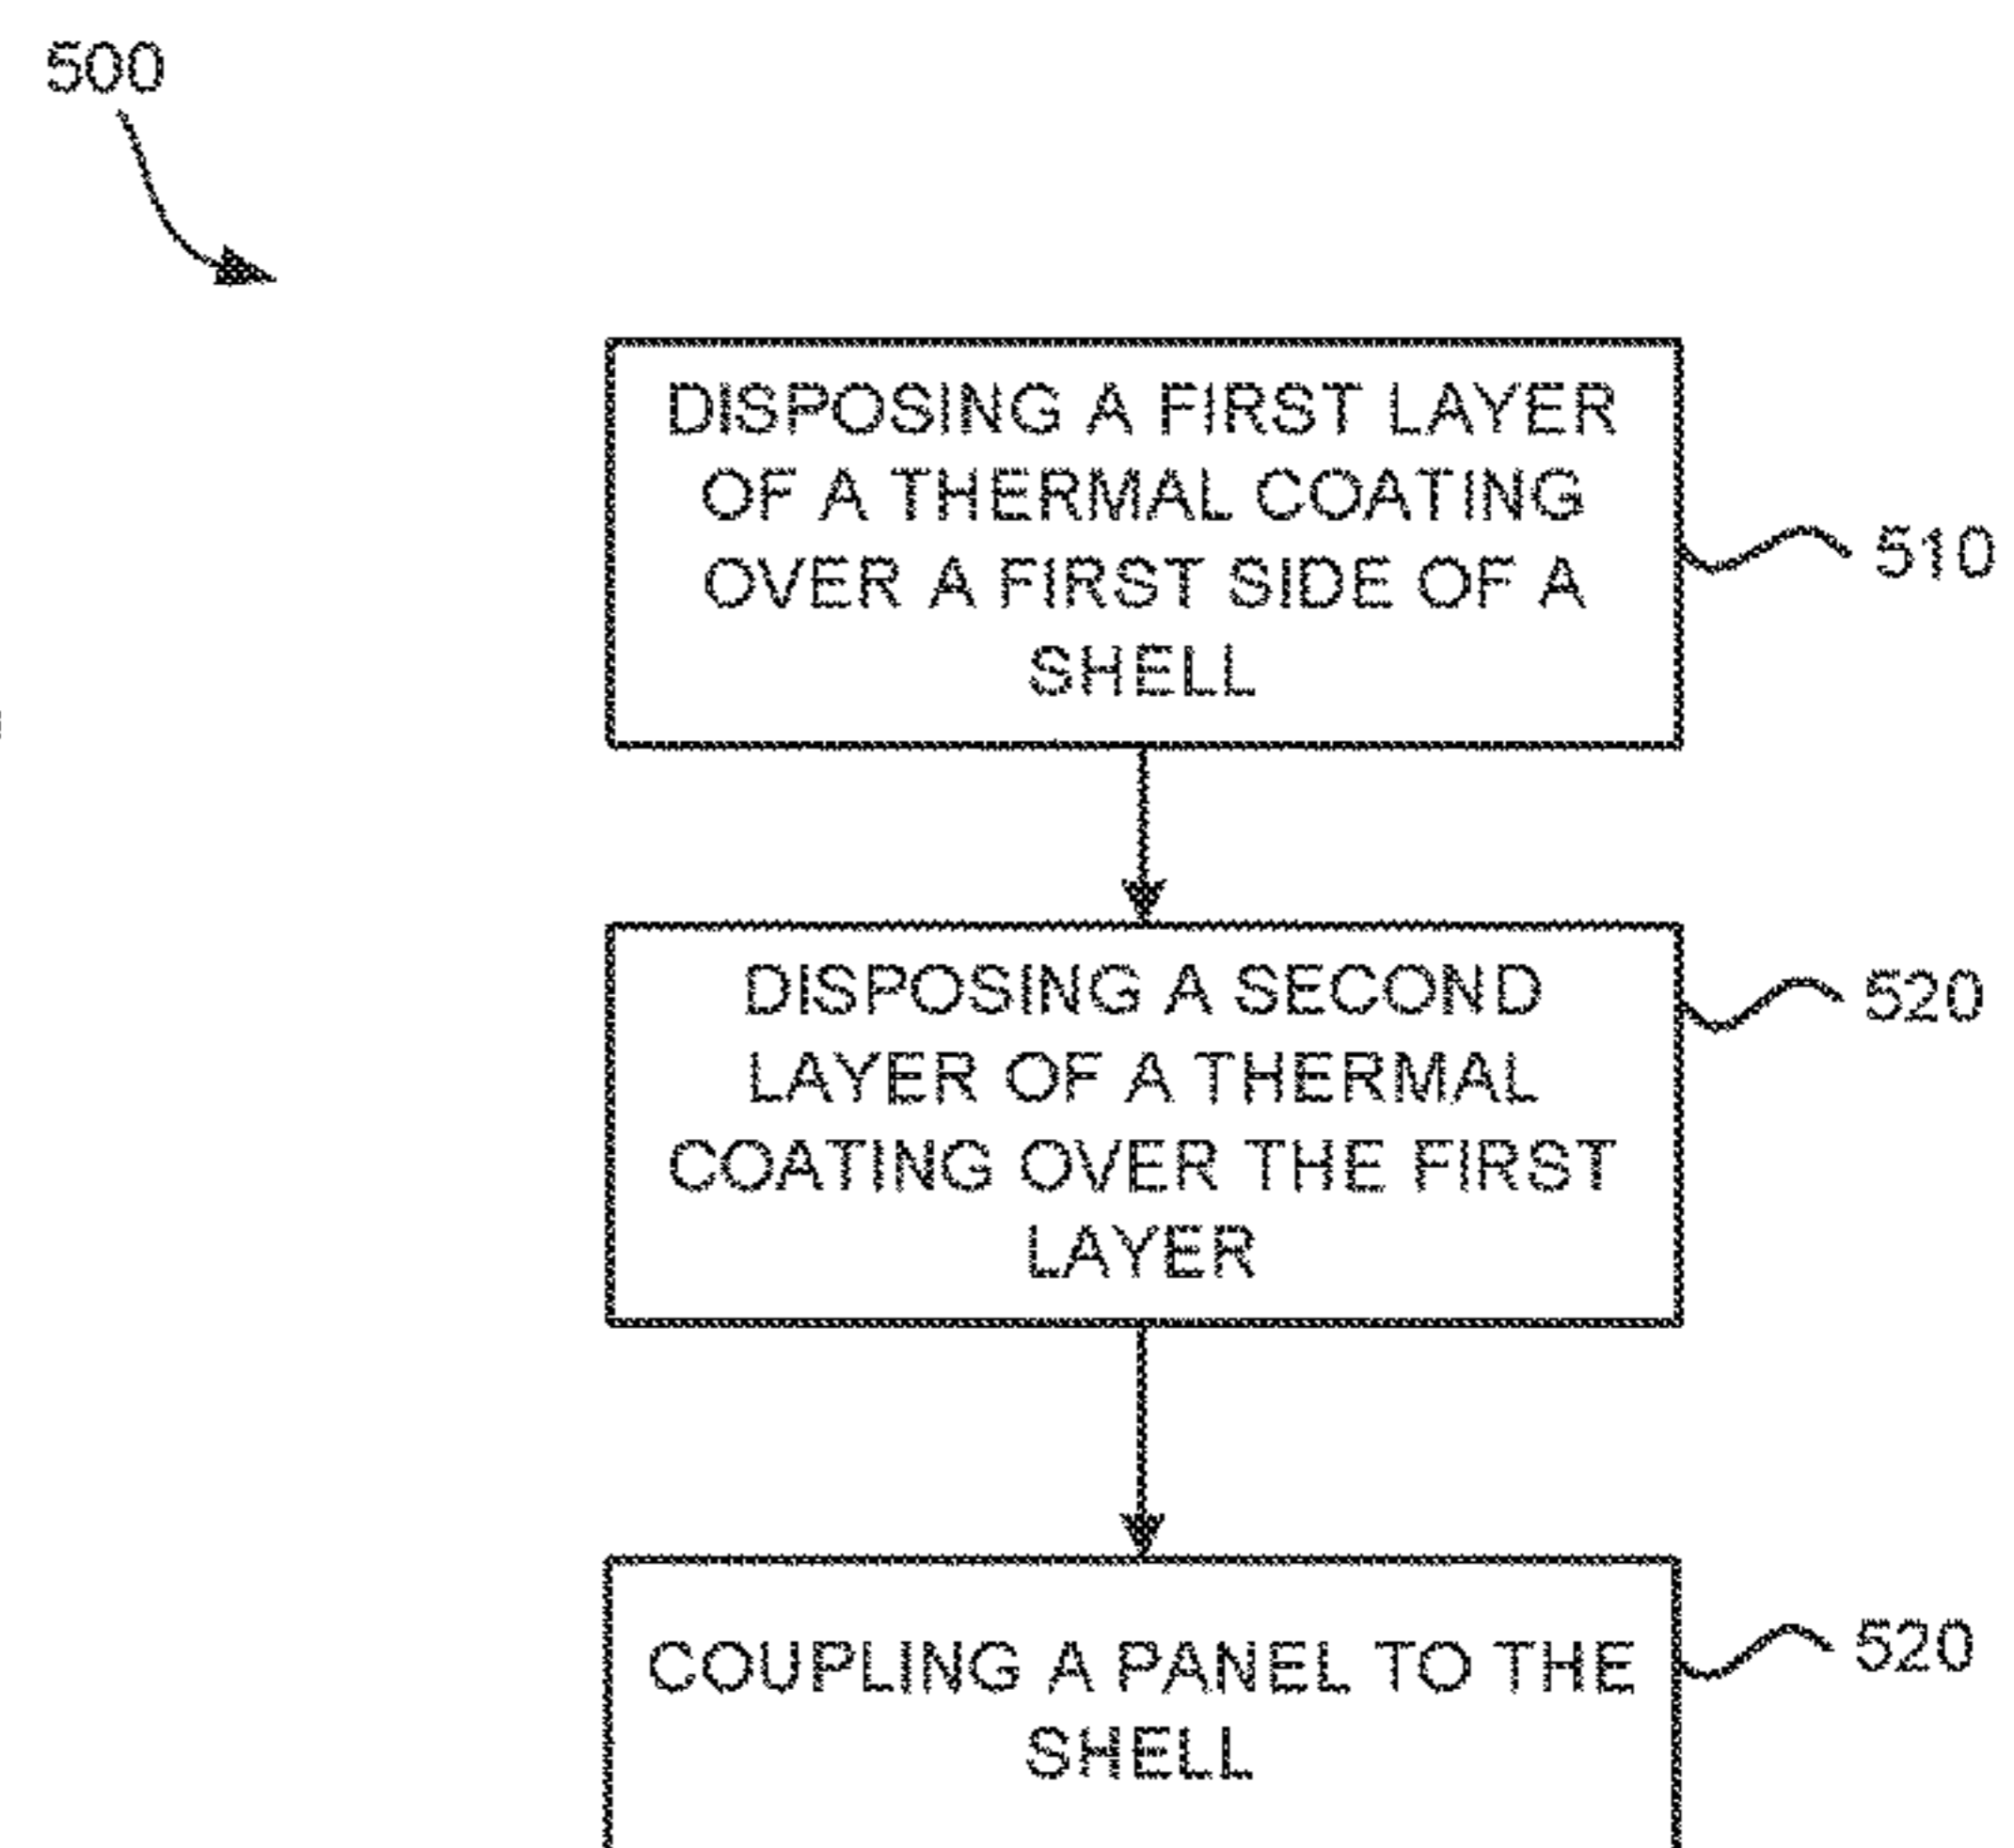 500
DISPOSING A FIRST LAYER
OF A THERMAL COATING
OVER A FIRST SIDE OF A
SHELL
510
DISPOSING A SECOND
LAYER OF A THERMAL
COATING OVER THE FIRST
LAYER
520
COUPLING A PANEL TO THE
SHELL
520